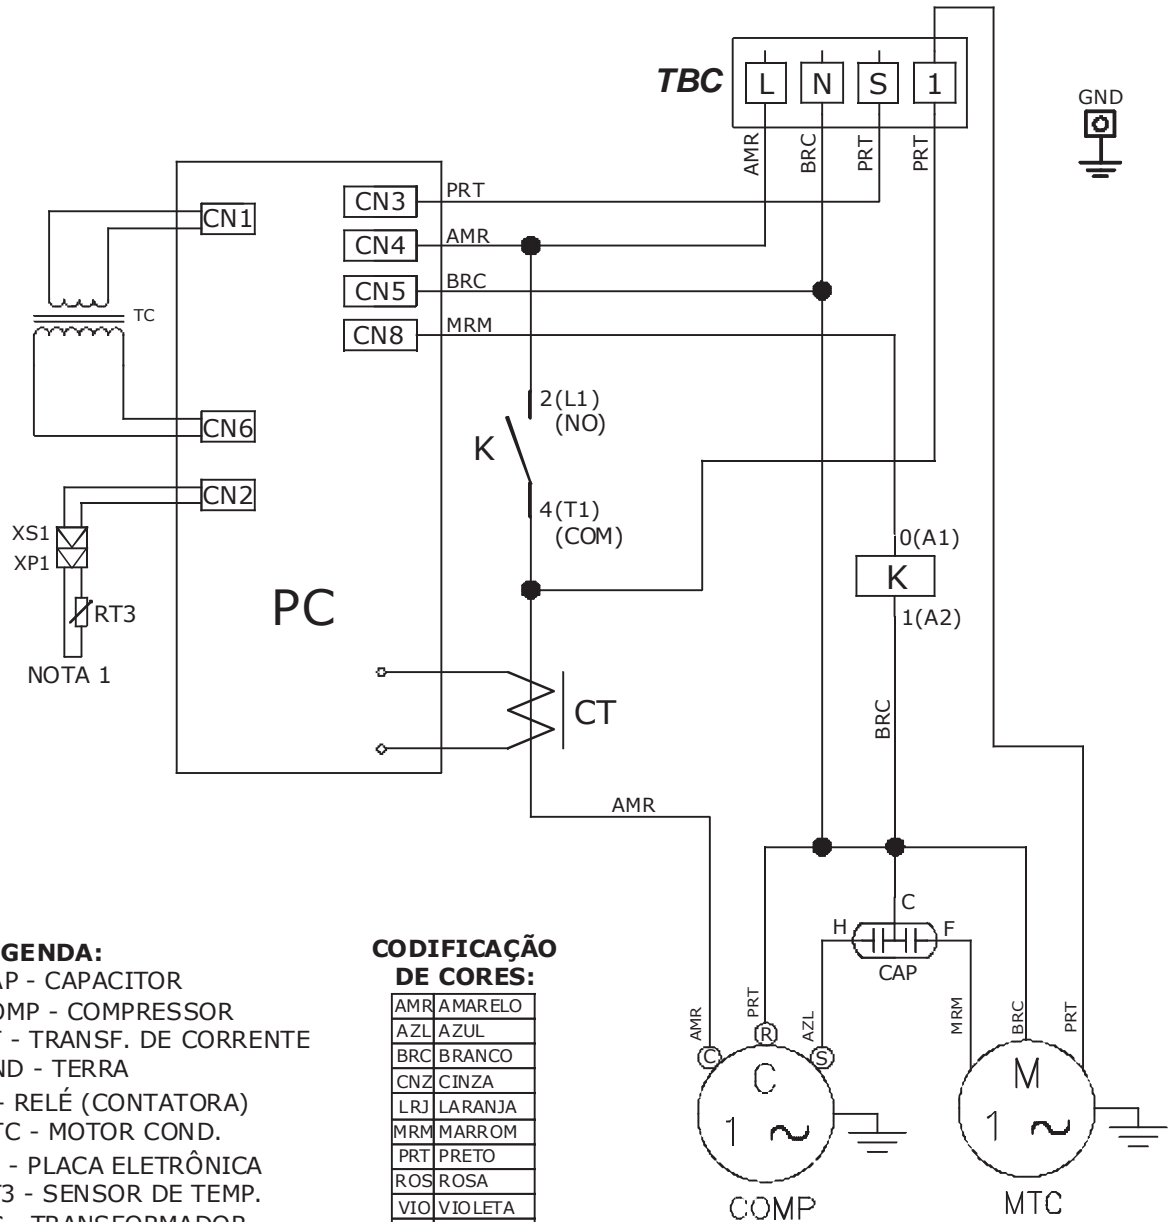 TBC
L N S 1
GND
AMR
BRC
PRT
PRT
CN1
CN3
PRT
CN4
AMR
CN5
BRC
CN8
MRM
TC
CN6
CN2
XS1
XP1
RT3
NOTA 1
PC
2(L1)
(NO)
K
4(T1)
(COM)
0(A1)
K
1(A2)
CT
BRC
AMR
C
H
F
CAP
AMR
PRT
AZL
MRM
BRC
PRT
C
R
S
C
1
COMP
M
1
MTC
GENDA:
AP - CAPACITOR
OMP - COMPRESSOR
T - TRANSF. DE CORRENTE
ND - TERRA
- RELÉ (CONTATORA)
TC - MOTOR COND.
- PLACA ELETRÔNICA
T3 - SENSOR DE TEMP.
- TRANSFORMADOR
CODIFICAÇÃO
DE CORES:
AMR AMARELO
AZL AZUL
BRC BRANCO
CNZ CINZA
LRJ LARANJA
MRM MARROM
PRT PRETO
ROS ROSA
VIO VIOLETA